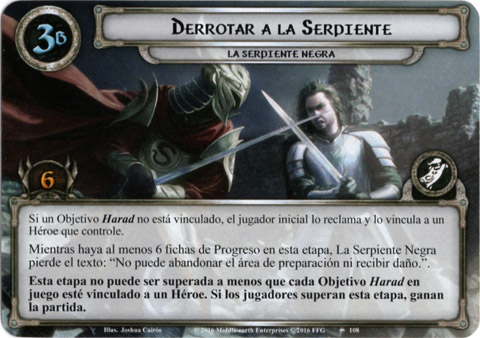 3B
DERROTAR A LA SERPIENTE
LA SERPIENTE NEGRA
6
Si un Objetivo Harad no está vinculado, el jugador inicial lo reclama y lo vincula a un
Héroe que controle.
Mientras haya al menos 6 fichas de Progreso en esta etapa, La Serpiente Negra
pierde el texto: “No puede abandonar el área de preparación ni recibir daño.”.
Esta etapa no puede ser superada a menos que cada Objetivo Harad en
juego esté vinculado a un Héroe. Si los jugadores superan esta etapa, ganan
la partida.
Illus. Joshua Cairós © 2016 Middle-earth Enterprises ©2016 FFG 108